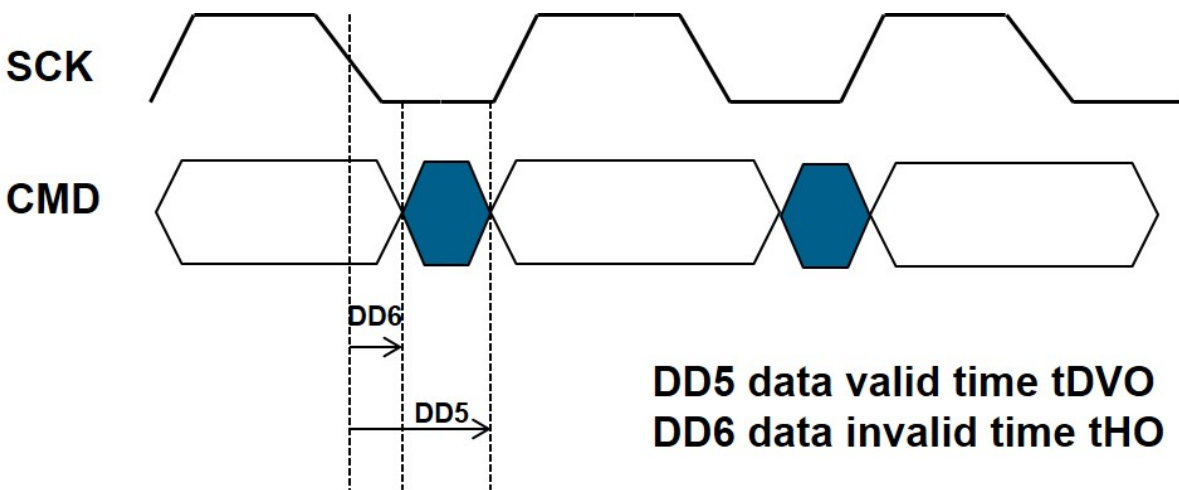 SCK
CMD
DD6
DD5
DD5 data valid time tDVO
DD6 data invalid time tHO